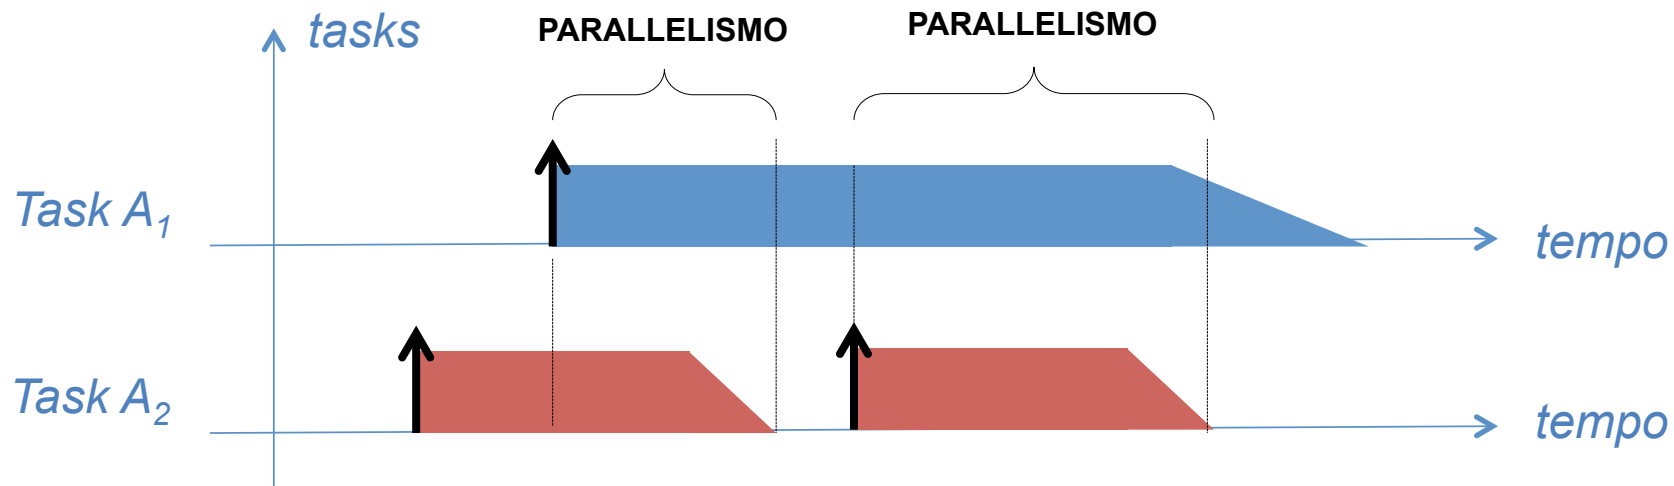 tasks
PARALLELISMO
PARALLELISMO
Task A1
tempo
Task A2
tempo